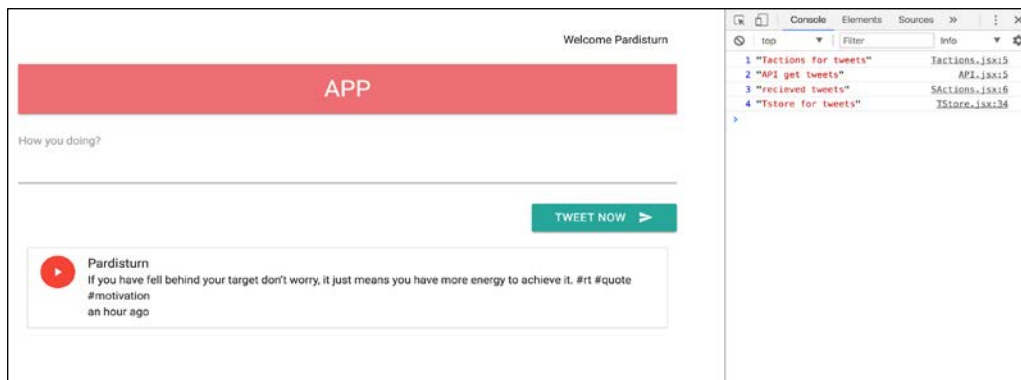 Welcome Pardisturn
APP
How you doing?
TWEET NOW
Pardisturn
If you have fell behind your target don't worry, it just means you have more energy to achieve it. #rt #quote
#motivation
an hour ago
Console Elements Sources »
top Filter Info
1 "Tactions for tweets" Tactions.jsx:5
2 "API get tweets" API.jsx:5
3 "recieved tweets" SActions.jsx:6
4 "Tstore for tweets" TStore.jsx:34
>